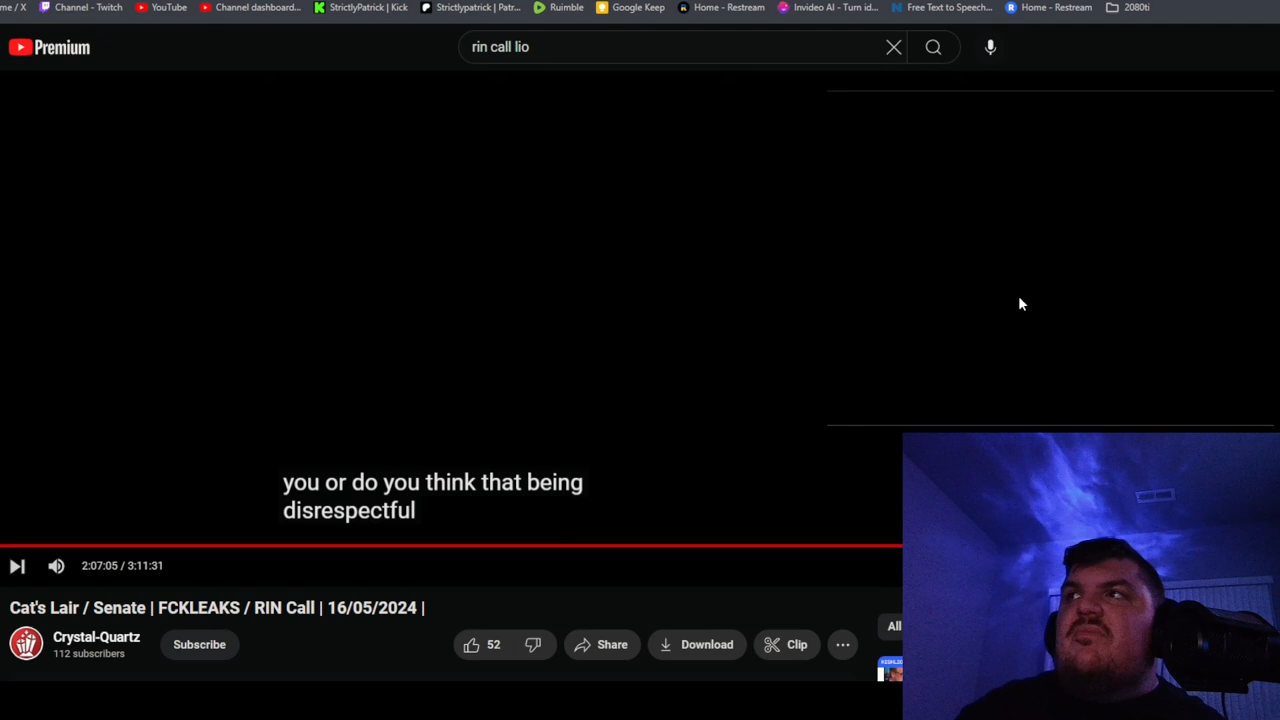 me / X Channel - Twitch YouTube Channel dashboard... StrictlyPatrick | Kick Strictlypatrick | Patr... Rumble Google Keep Home - Restream Invideo AI - Turn id... Free Text to Speech... Home - Restream 2080ti
Premium
rin call lio
you or do you think that being
disrespectful
2:07:05 / 3:11:31
Cat's Lair / Senate | FCKLEAKS / RIN Call | 16/05/2024 |
Crystal-Quartz
112 subscribers
Subscribe
52
Share
Download
Clip
All